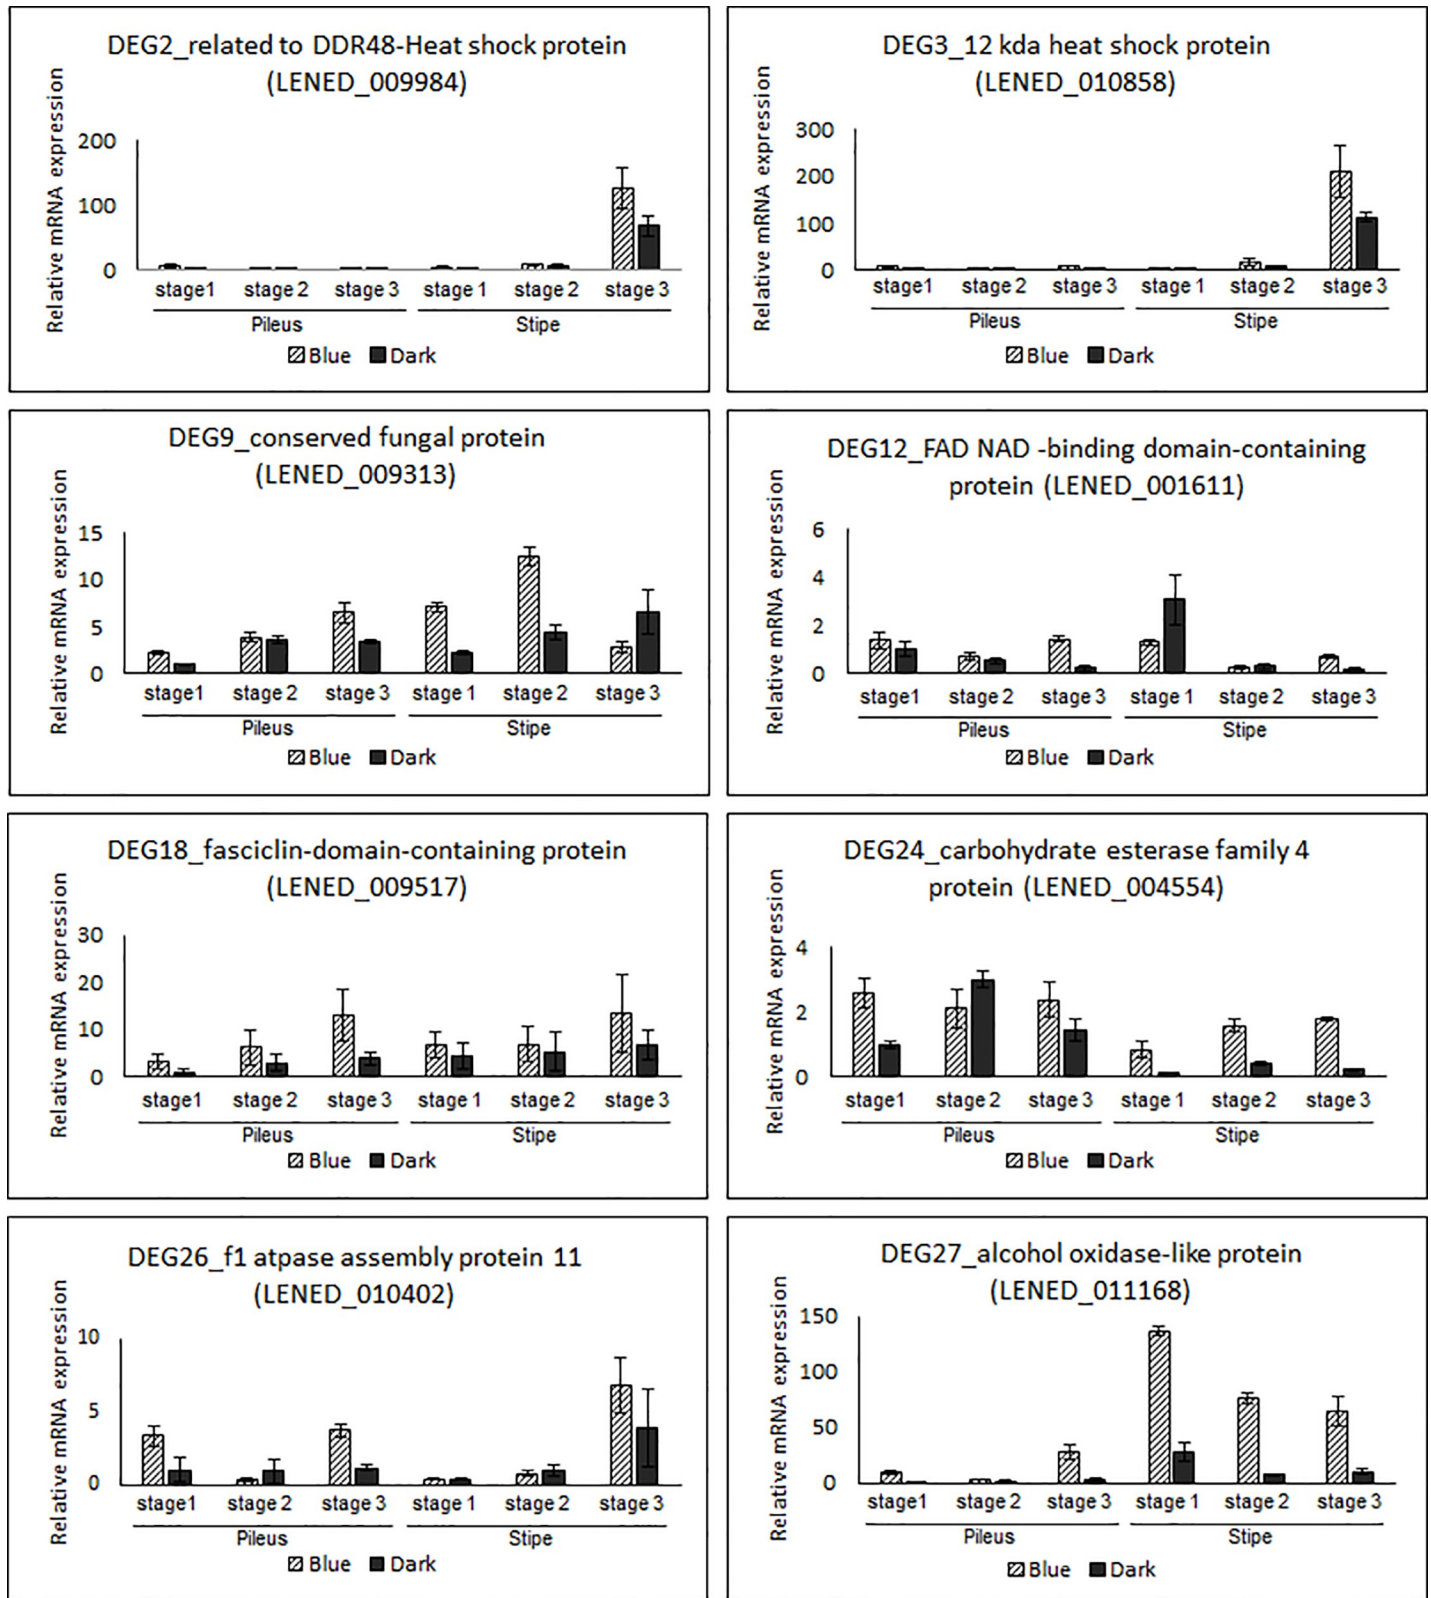 DEG2_related to DDR48-Heat shock protein
(LENED_009984)
Relative mRNA expression
200
100
0
stage1 stage 2 stage 3 stage 1 stage 2 stage 3
Pileus Stipe
Blue Dark
DEG3_12 kda heat shock protein
(LENED_010858)
Relative mRNA expression
300
200
100
0
stage1 stage 2 stage 3 stage 1 stage 2 stage 3
Pileus Stipe
Blue Dark
DEG9_conserved fungal protein
(LENED_009313)
Relative mRNA expression
15
10
5
0
stage1 stage 2 stage 3 stage 1 stage 2 stage 3
Pileus Stipe
Blue Dark
DEG12_FAD NAD -binding domain-containing
protein (LENED_001611)
Relative mRNA expression
6
4
2
0
stage1 stage 2 stage 3 stage 1 stage 2 stage 3
Pileus Stipe
Blue Dark
DEG18_fasciclin-domain-containing protein
(LENED_009517)
Relative mRNA expression
30
20
10
0
stage1 stage 2 stage 3 stage 1 stage 2 stage 3
Pileus Stipe
Blue Dark
DEG24_carbohydrate esterase family 4
protein (LENED_004554)
Relative mRNA expression
4
2
0
stage1 stage 2 stage 3 stage 1 stage 2 stage 3
Pileus Stipe
Blue Dark
DEG26_f1 atpase assembly protein 11
(LENED_010402)
Relative mRNA expression
10
5
0
stage1 stage 2 stage 3 stage 1 stage 2 stage 3
Pileus Stipe
Blue Dark
DEG27_alcohol oxidase-like protein
(LENED_011168)
Relative mRNA expression
150
100
50
0
stage1 stage 2 stage 3 stage 1 stage 2 stage 3
Pileus Stipe
Blue Dark